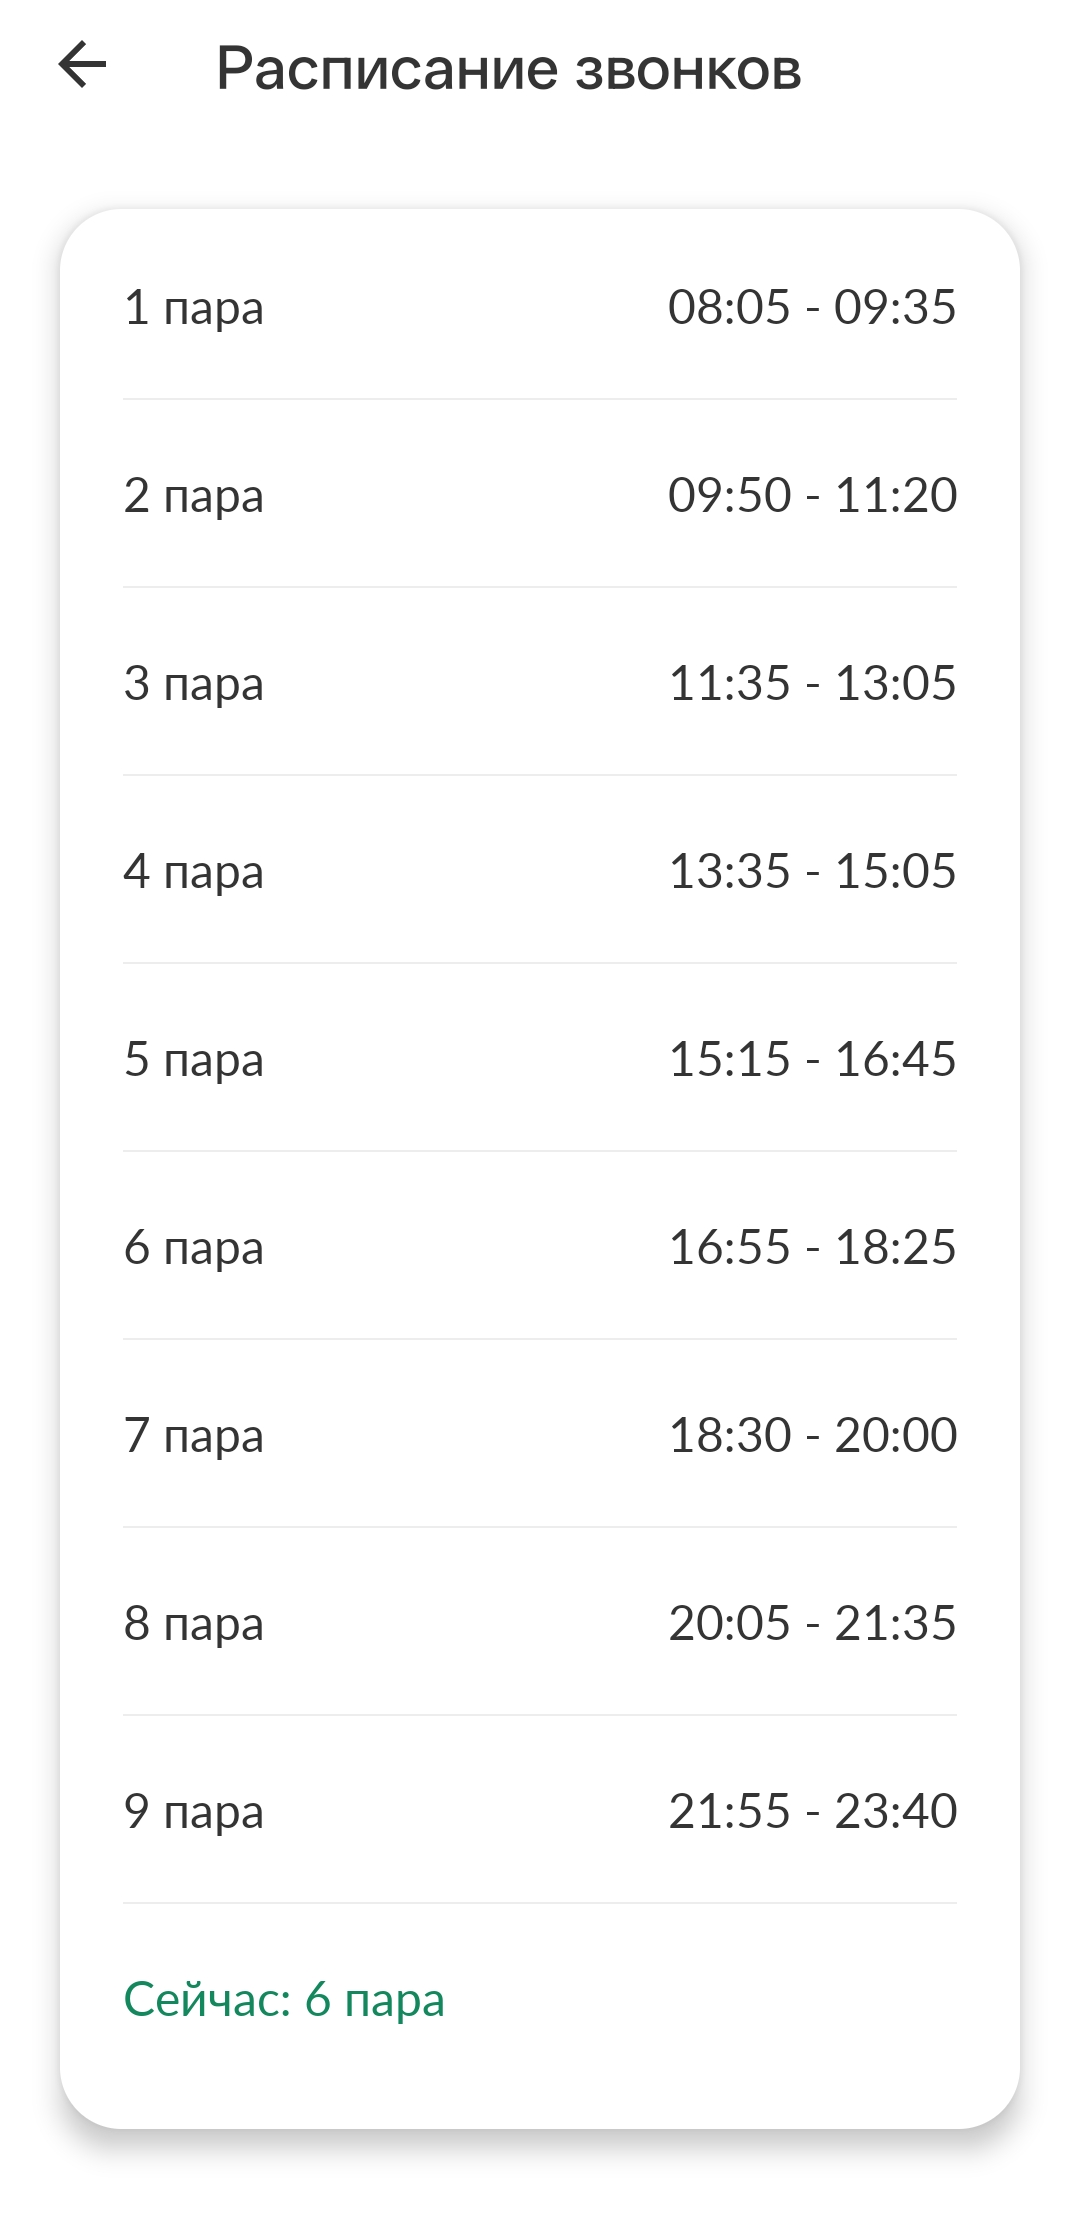 Расписание звонков
1 пара 08:05 - 09:35
2 пара 09:50 - 11:20
3 пара 11:35 - 13:05
4 пара 13:35 - 15:05
5 пара 15:15 - 16:45
6 пара 16:55 - 18:25
7 пара 18:30 - 20:00
8 пара 20:05 - 21:35
9 пара 21:55 - 23:40
Сейчас: 6 пара